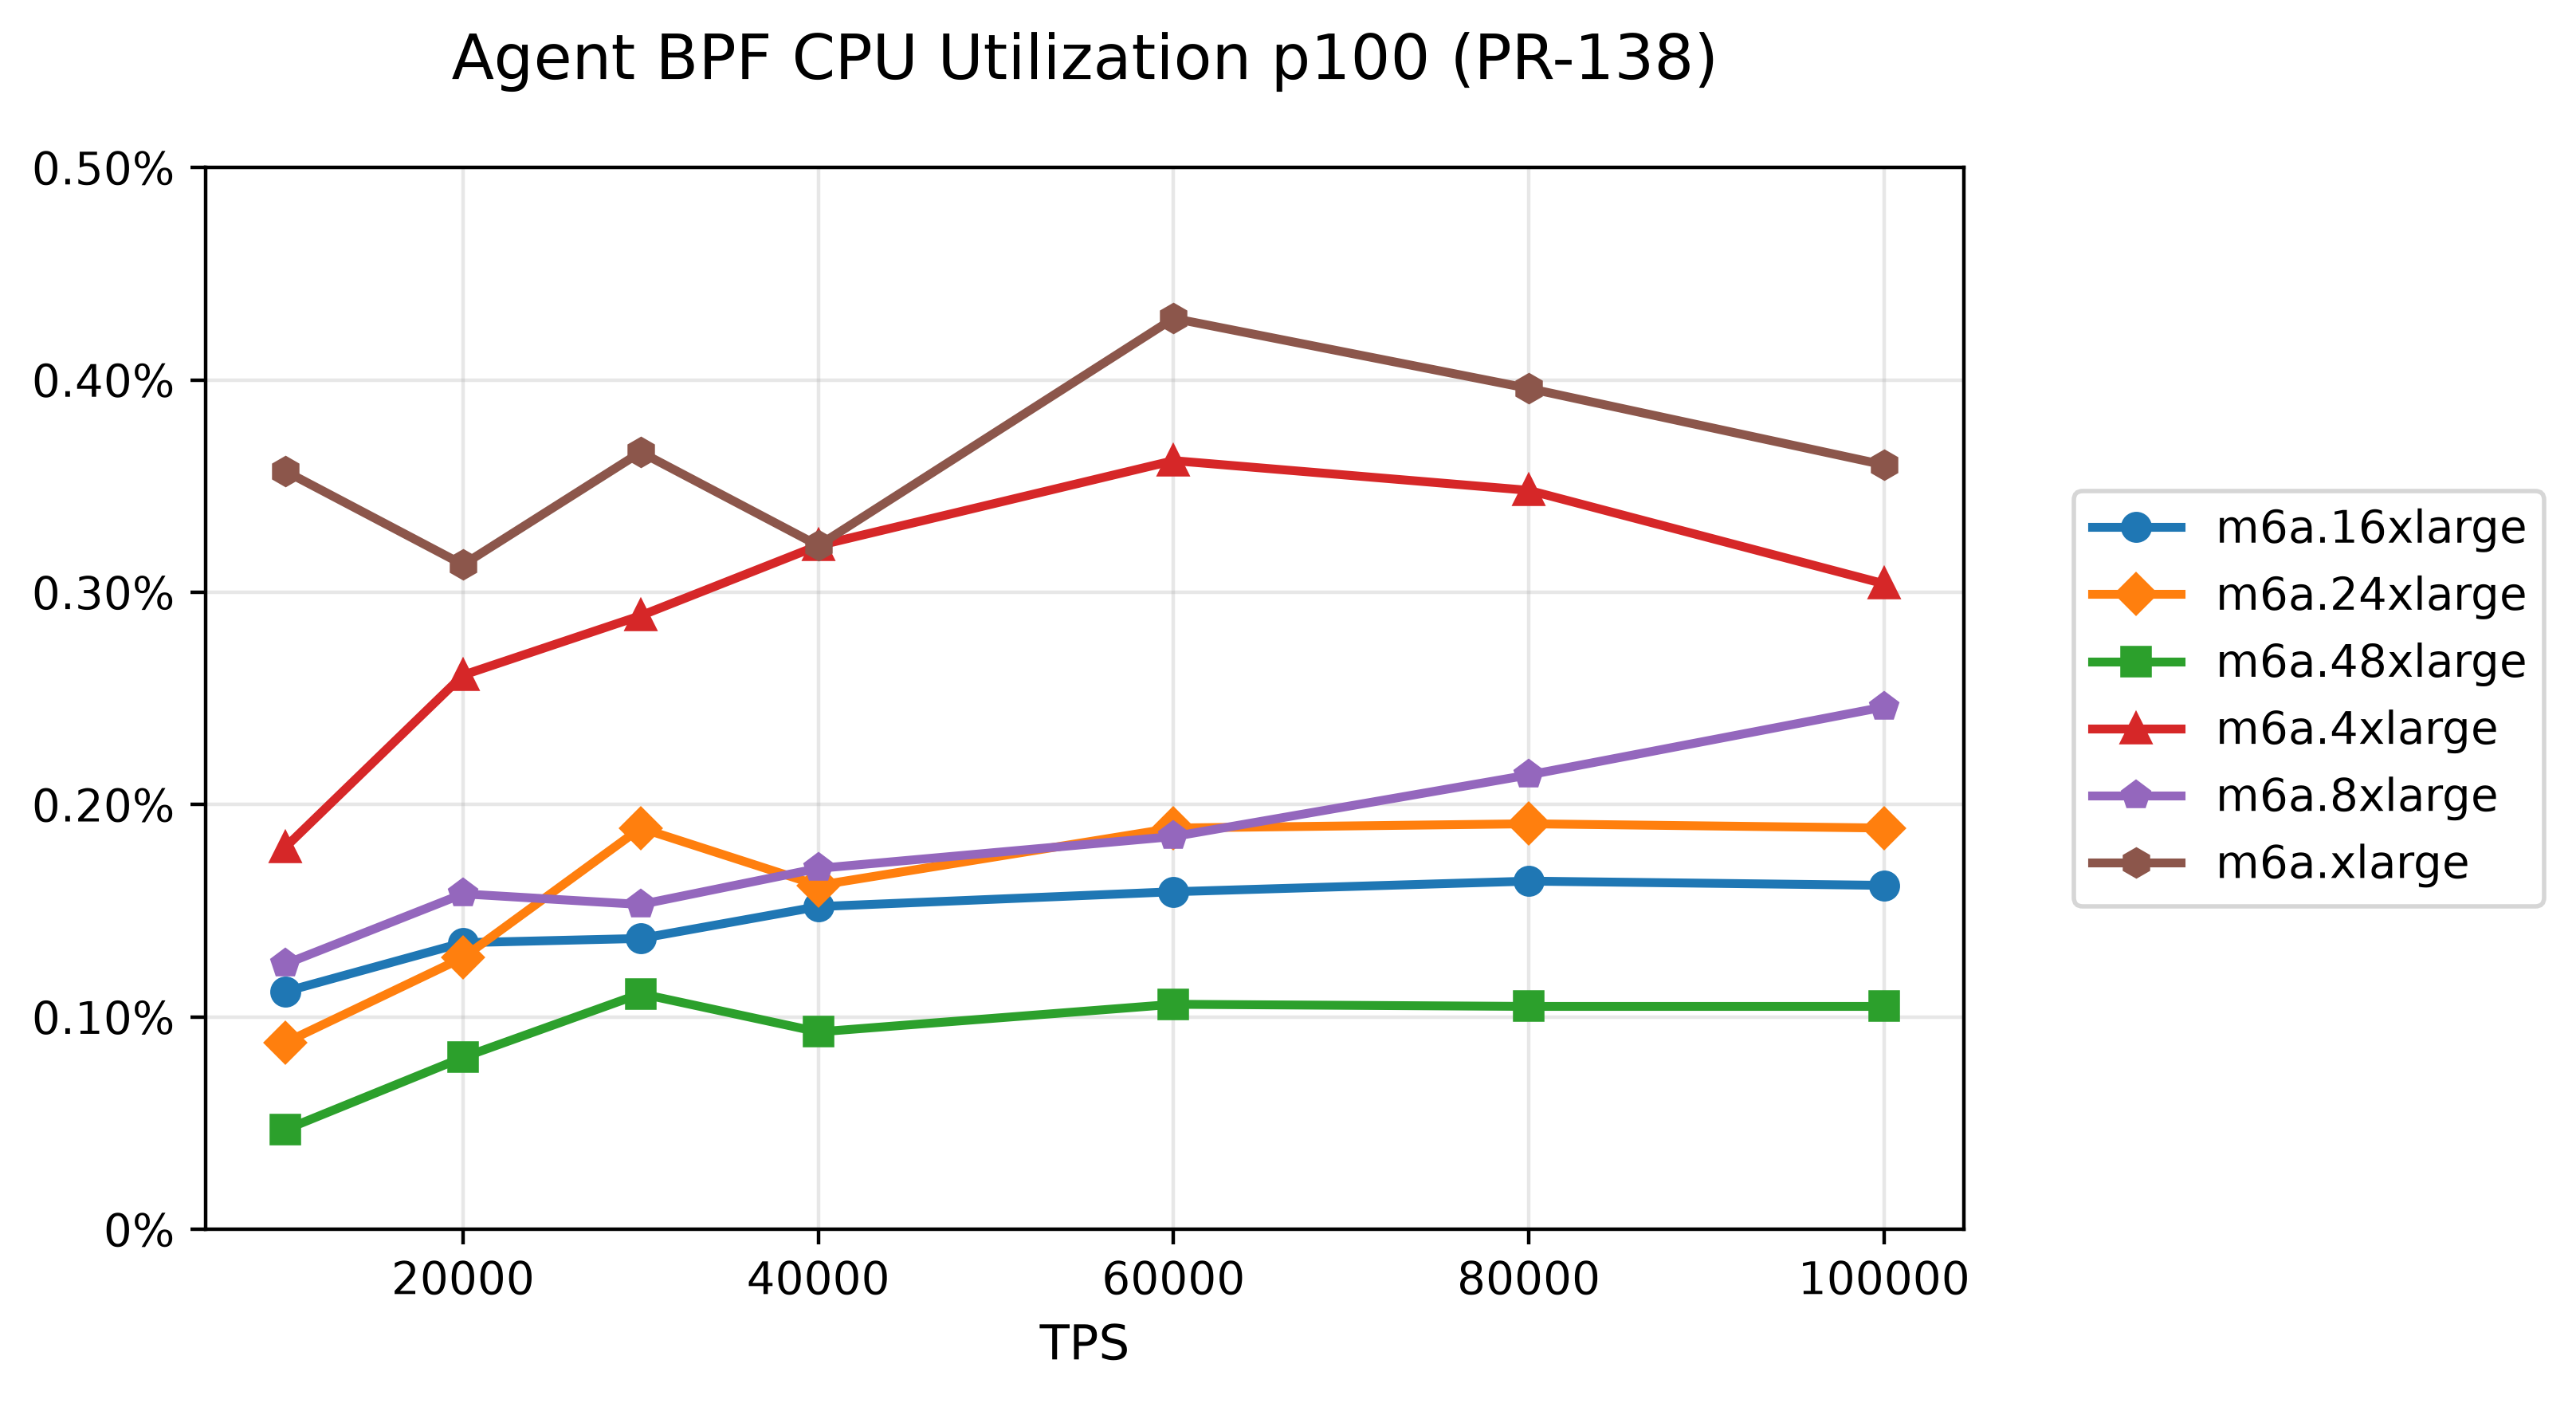 Agent BPF CPU Utilization p100 (PR-138)
0.50%
0.40%
0.30%
0.20%
0.10%
0%
20000 40000 60000 80000 100000
TPS
m6a.16xlarge
m6a.24xlarge
m6a.48xlarge
m6a.4xlarge
m6a.8xlarge
m6a.xlarge